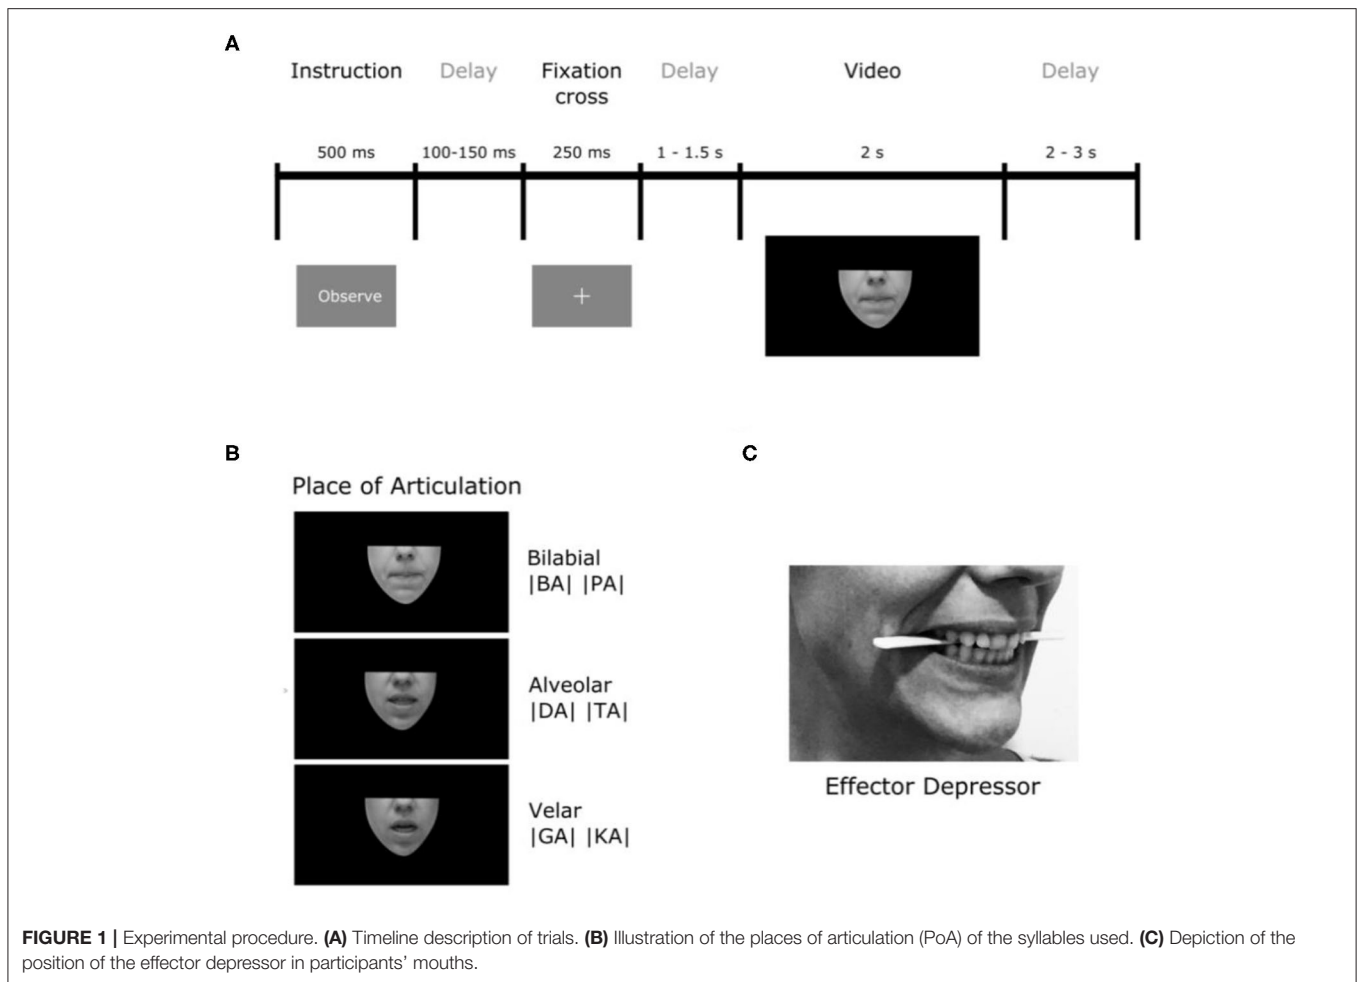 A
Instruction Delay Fixation cross Delay Video Delay
500 ms 100-150 ms 250 ms 1 - 1.5 s 2 s 2 - 3 s
Observe +
B
Place of Articulation
Bilabial
|BA| |PA|
Alveolar
|DA| |TA|
Velar
|GA| |KA|
C
Effector Depressor
FIGURE 1 | Experimental procedure. (A) Timeline description of trials. (B) Illustration of the places of articulation (PoA) of the syllables used. (C) Depiction of the
position of the effector depressor in participants' mouths.